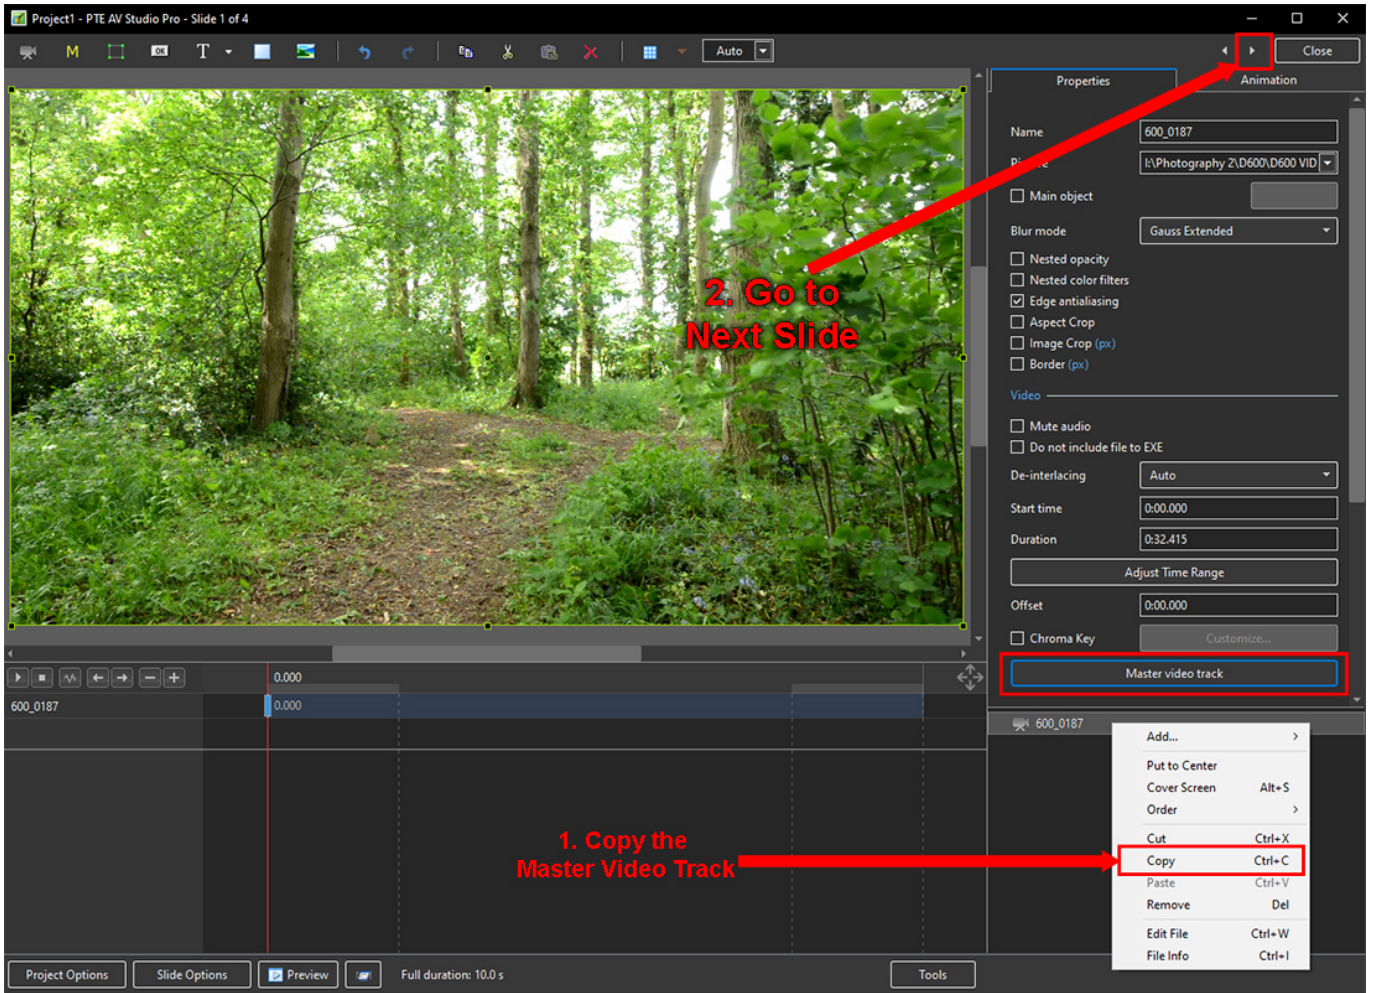 Project1 - PTE AV Studio Pro - Slide 1 of 4
M
OK
T
Auto
Close
Properties
Animation
Name
600_0187
I:\Photography 2\D600\D600 VID
Main object
Blur mode
Gauss Extended
Nested opacity
Nested color filters
Edge antialiasing
Aspect Crop
Image Crop (px)
Border (px)
2. Go to
Next Slide
Video
Mute audio
Do not include file to EXE
De-interlacing
Auto
Start time
0:00.000
Duration
0:32.415
Adjust Time Range
Offset
0:00.000
Chroma Key
Customize...
Master video track
0.000
600_0187
0.000
600_0187
Add...
Put to Center
Cover Screen Alt+S
Order
Cut Ctrl+X
Copy Ctrl+C
Paste Ctrl+V
Remove Del
Edit File Ctrl+W
File Info Ctrl+I
1. Copy the
Master Video Track
Project Options
Slide Options
Preview
Full duration: 10.0 s
Tools